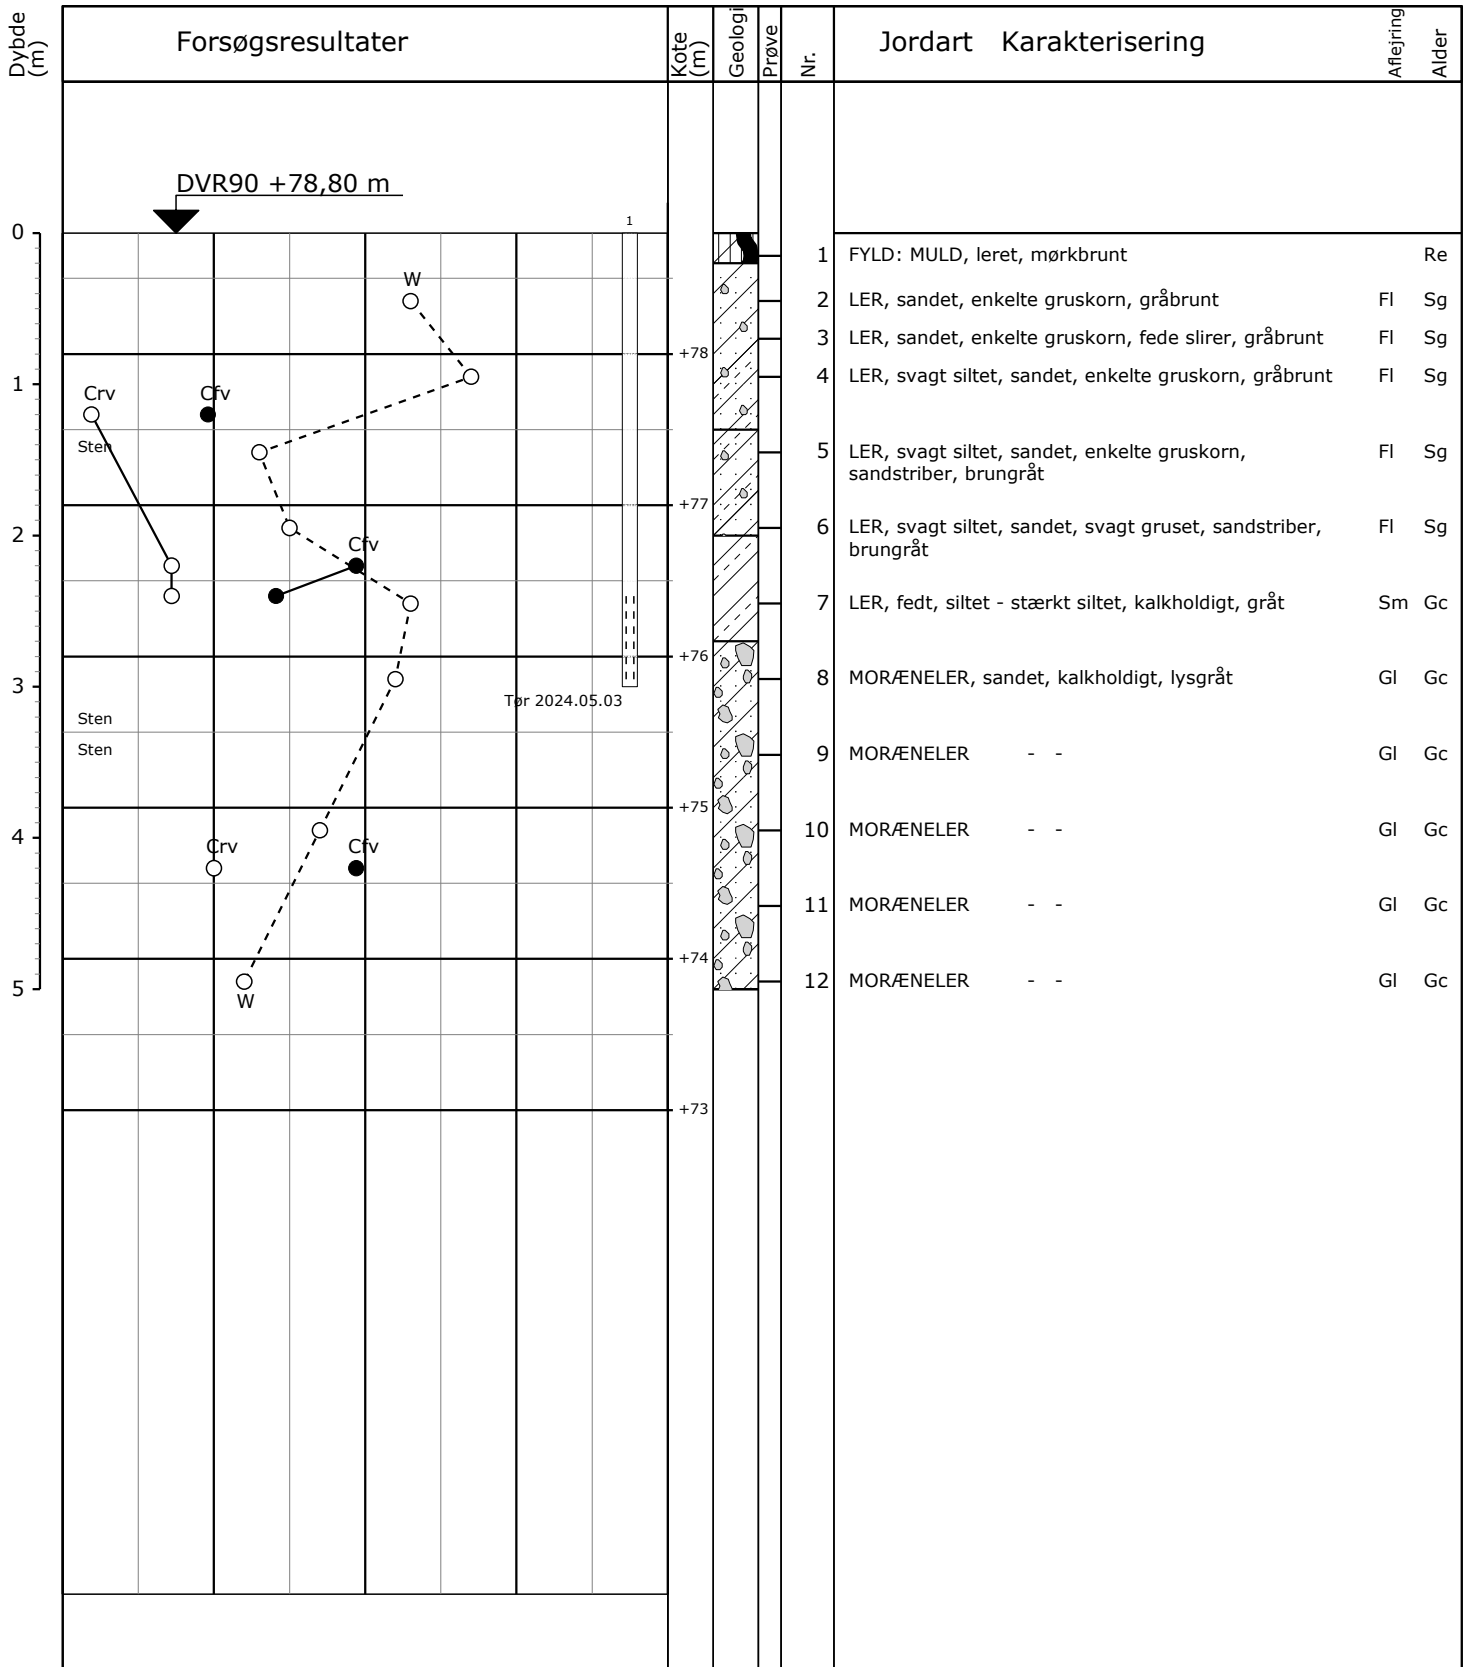 Dybde (m)
Forsøgsresultater
Kote (m)
Geologi
Prøve
Nr.
Jordart Karakterisering
Aflejring
Alder
DVR90 +78,80 m
0
1
1 FYLD: MULD, leret, mørkbrunt Re
W
2 LER, sandet, enkelte gruskorn, gråbrunt Fl Sg
3 LER, sandet, enkelte gruskorn, fede slirer, gråbrunt Fl Sg
+78
1
4 LER, svagt siltet, sandet, enkelte gruskorn, gråbrunt Fl Sg
Crv
Cfv
Sten
5 LER, svagt siltet, sandet, enkelte gruskorn, Fl Sg
sandstriber, brungråt
+77
2
6 LER, svagt siltet, sandet, svagt gruset, sandstriber, Fl Sg
brungråt
Cfv
7 LER, fedt, siltet - stærkt siltet, kalkholdigt, gråt Sm Gc
+76
3
8 MORÆNELER, sandet, kalkholdigt, lysgråt Gl Gc
Tør 2024.05.03
Sten
Sten
9 MORÆNELER - - Gl Gc
+75
4
10 MORÆNELER - - Gl Gc
Crv
Cfv
11 MORÆNELER - - Gl Gc
+74
5
12 MORÆNELER - - Gl Gc
W
+73